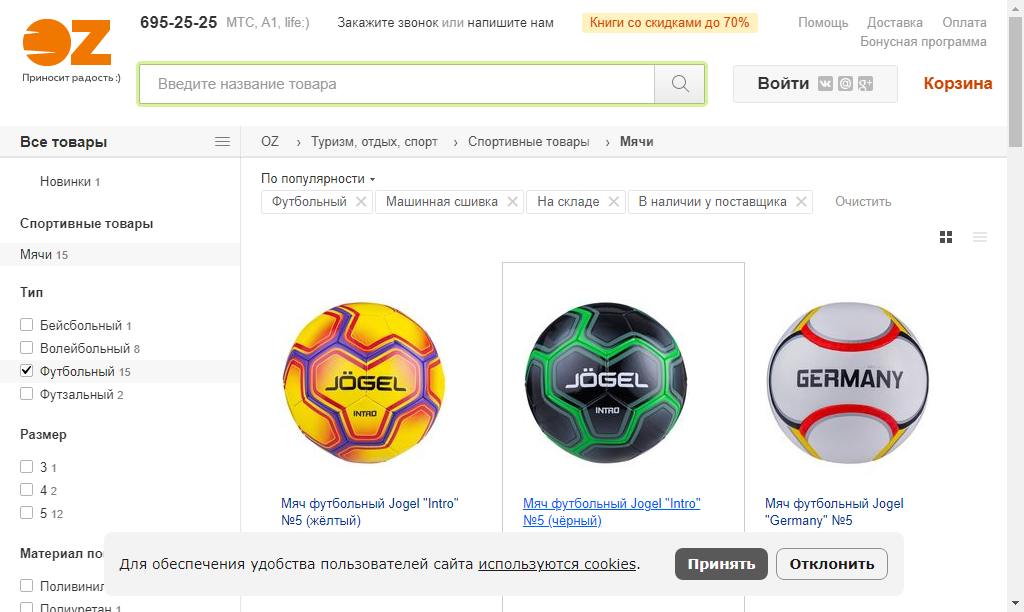 OZ
Приносит радость :)
695-25-25 МТС, A1, life:)
Закажите звонок или напишите нам
Книги со скидками до 70%
Помощь Доставка Оплата
Бонусная программа
Введите название товара
Войти
Корзина
Все товары
OZ › Туризм, отдых, спорт › Спортивные товары › Мячи
Новинки 1
Спортивные товары
Мячи 15
Тип
Бейсбольный 1
Волейбольный 8
Футбольный 15
Футзальный 2
Размер
3 1
4 2
5 12
Материал по
Поливинил
Полиуретан 1
По популярности
Футбольный
Машинная сшивка
На складе
В наличии у поставщика
Очистить
JÖGEL
INTRO
JÖGEL
INTRO
GERMANY
Мяч футбольный Jogel "Intro"
№5 (жёлтый)
Мяч футбольный Jogel "Intro"
№5 (чёрный)
Мяч футбольный Jogel
"Germany" №5
Для обеспечения удобства пользователей сайта используются cookies.
Принять
Отклонить